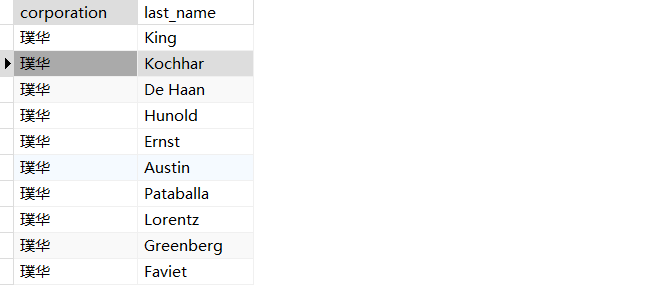 corporation last_name
璞华 King
璞华 Kochhar
璞华 De Haan
璞华 Hunold
璞华 Ernst
璞华 Austin
璞华 Pataballa
璞华 Lorentz
璞华 Greenberg
璞华 Faviet